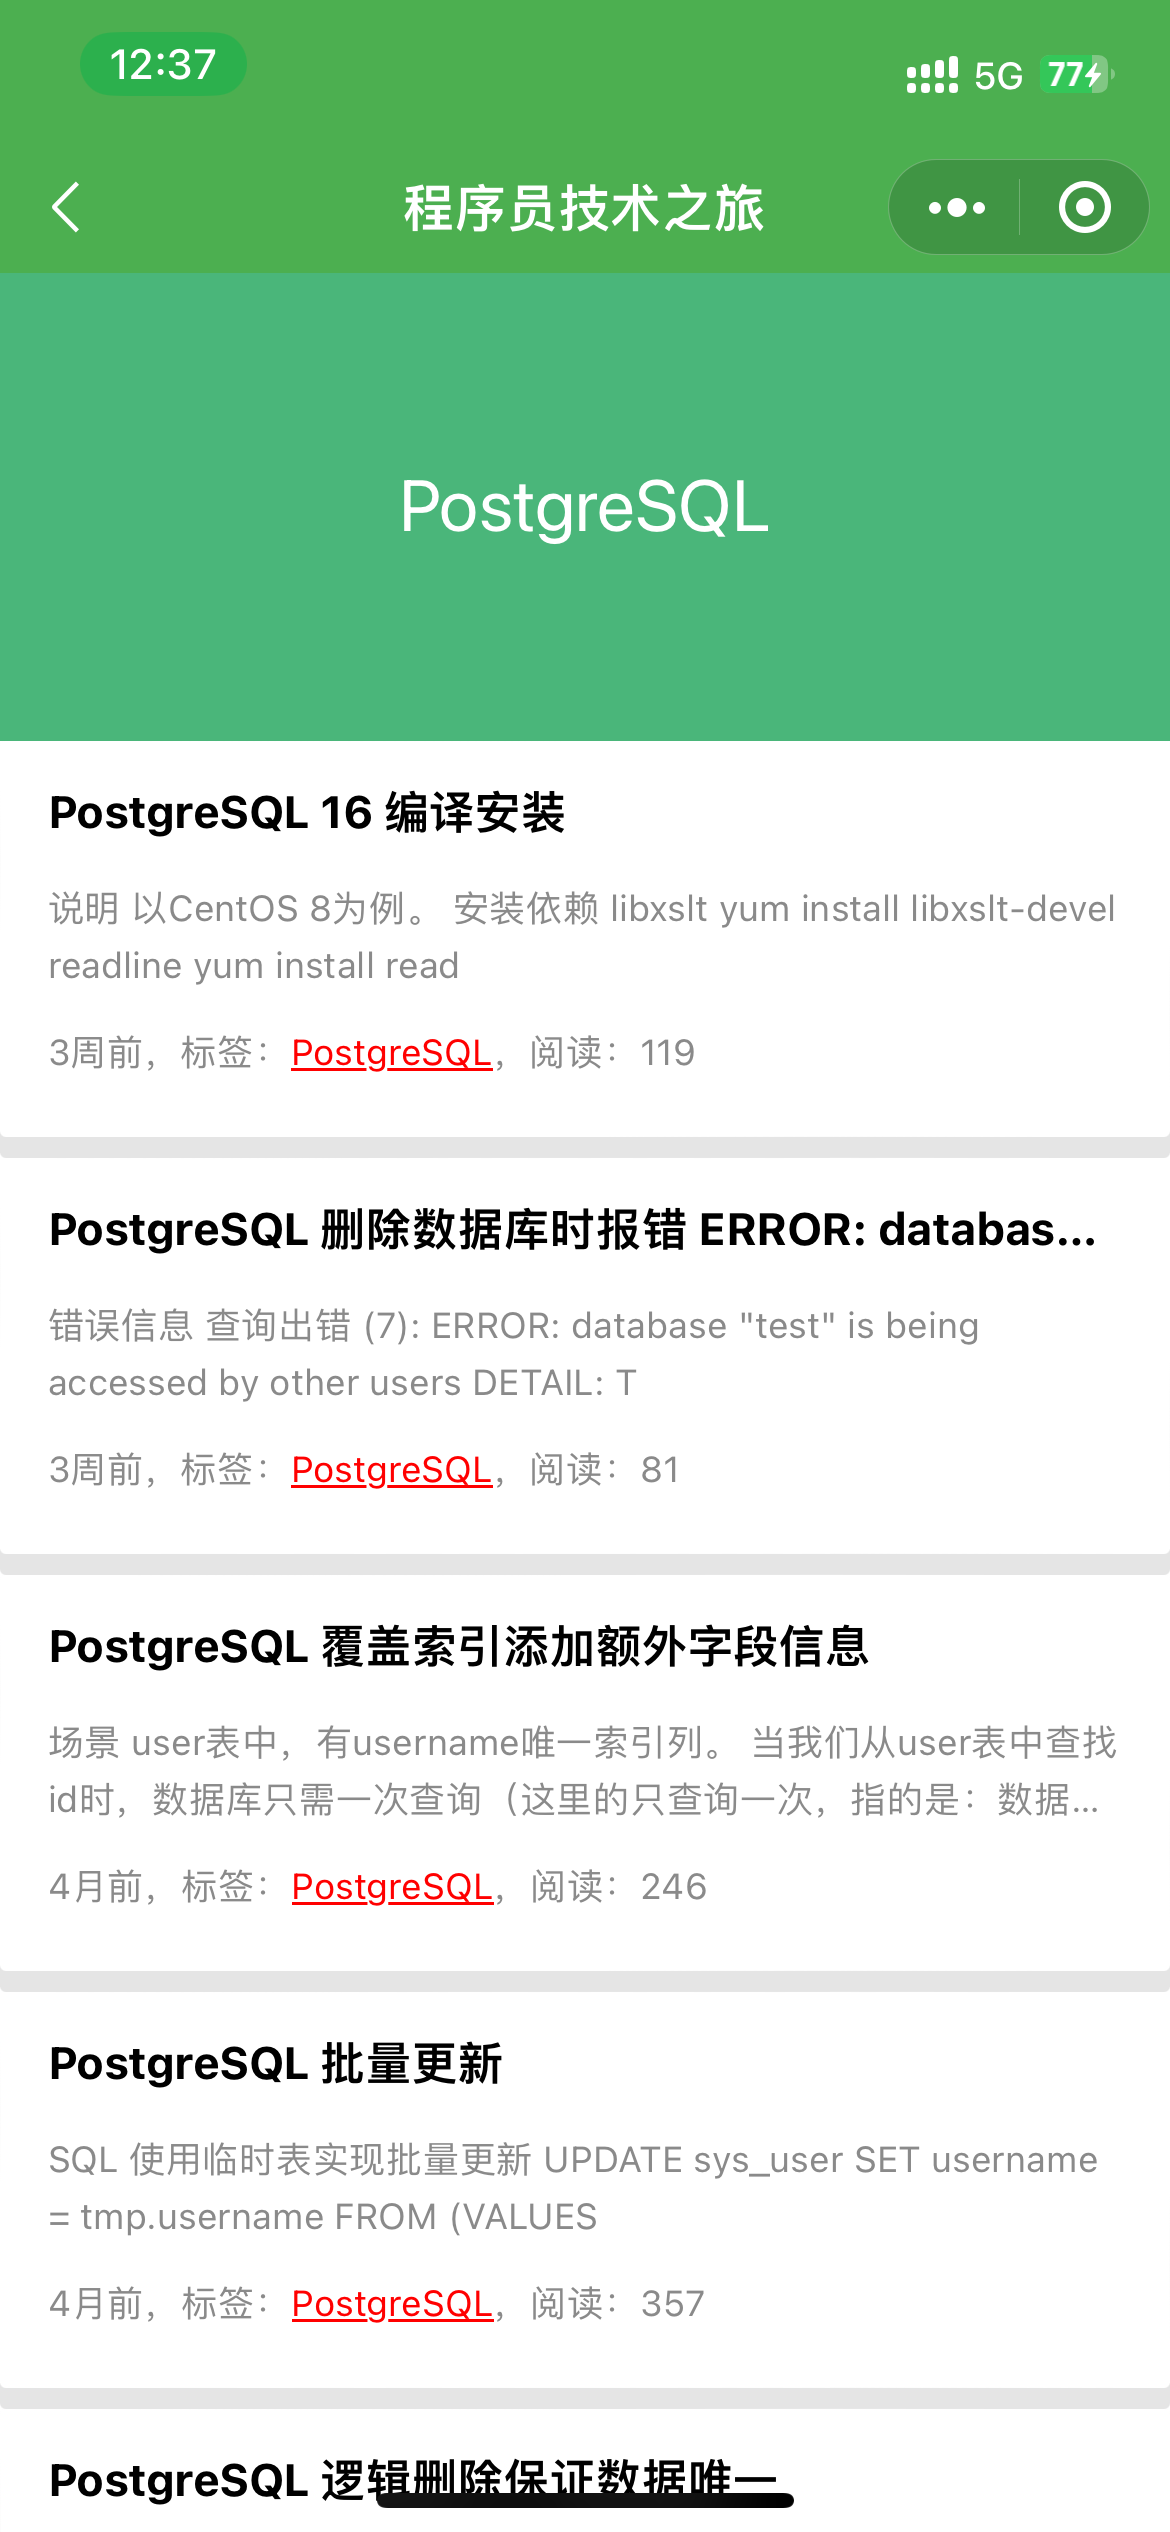 12:37
5G 77
程序员技术之旅
PostgreSQL
PostgreSQL 16 编译安装
说明 以CentOS 8为例。 安装依赖 libxslt yum install libxslt-devel
readline yum install read
3周前，标签：PostgreSQL，阅读：119
PostgreSQL 删除数据库时报错 ERROR: databas...
错误信息 查询出错 (7): ERROR: database "test" is being
accessed by other users DETAIL: T
3周前，标签：PostgreSQL，阅读：81
PostgreSQL 覆盖索引添加额外字段信息
场景 user表中，有username唯一索引列。 当我们从user表中查找
id时，数据库只需一次查询（这里的只查询一次，指的是：数据...
4月前，标签：PostgreSQL，阅读：246
PostgreSQL 批量更新
SQL 使用临时表实现批量更新 UPDATE sys_user SET username
= tmp.username FROM (VALUES
4月前，标签：PostgreSQL，阅读：357
PostgreSQL 逻辑删除保证数据唯一